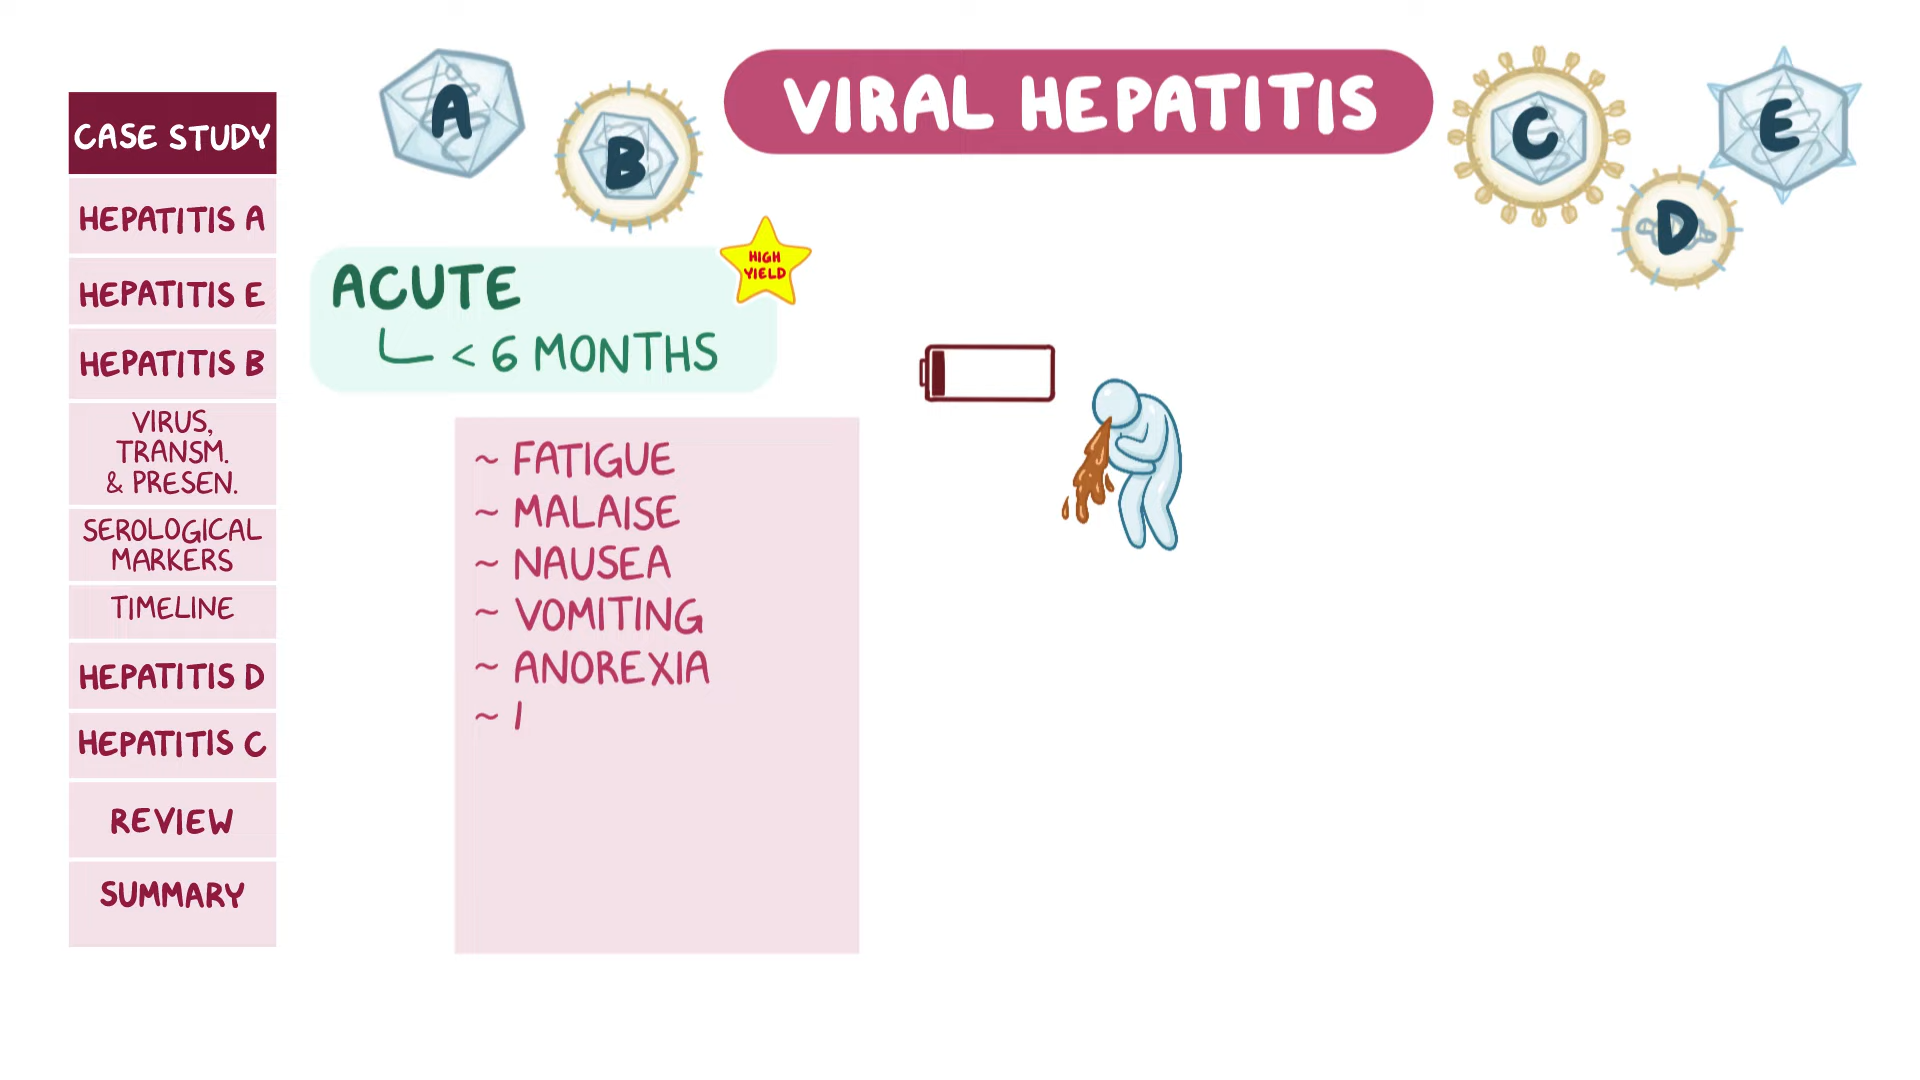 VIRAL HEPATITIS
A
B
C
D
E
CASE STUDY
HEPATITIS A
HEPATITIS E
HEPATITIS B
VIRUS,
TRANSM.
& PRESEN.
SEROLOGICAL
MARKERS
TIMELINE
HEPATITIS D
HEPATITIS C
REVIEW
SUMMARY
ACUTE
< 6 MONTHS
HIGH
YIELD
~ FATIGUE
~ MALAISE
~ NAUSEA
~ VOMITING
~ ANOREXIA
~